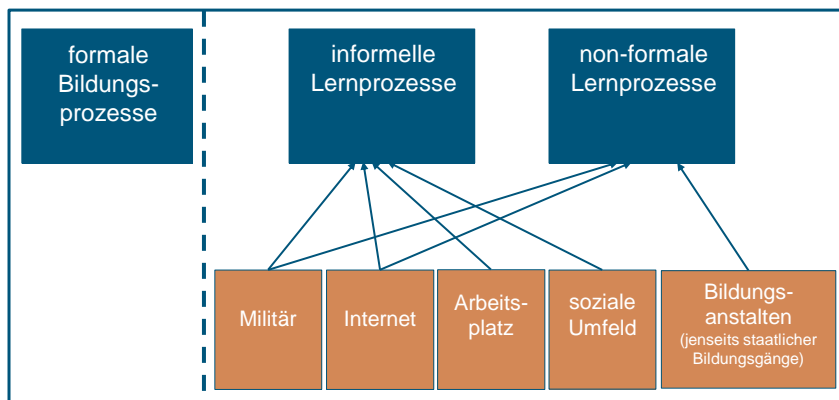 formale
Bildungs-
prozesse
informelle
Lernprozesse
non-formale
Lernprozesse
Militär
Internet
Arbeits-
platz
soziale
Umfeld
Bildungs-
anstalten
(jenseits staatlicher
Bildungsgänge)